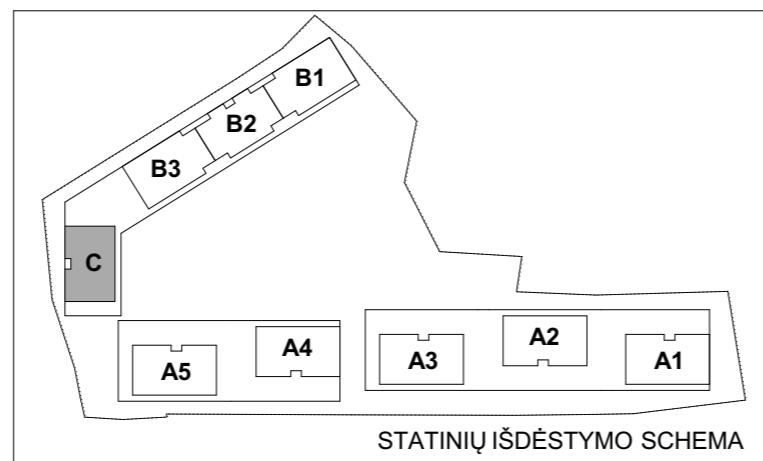 B1
B2
B3
C
A4
A5
A2
A3
A1
STATINIŲ IŠDĖSTYMO SCHEMA